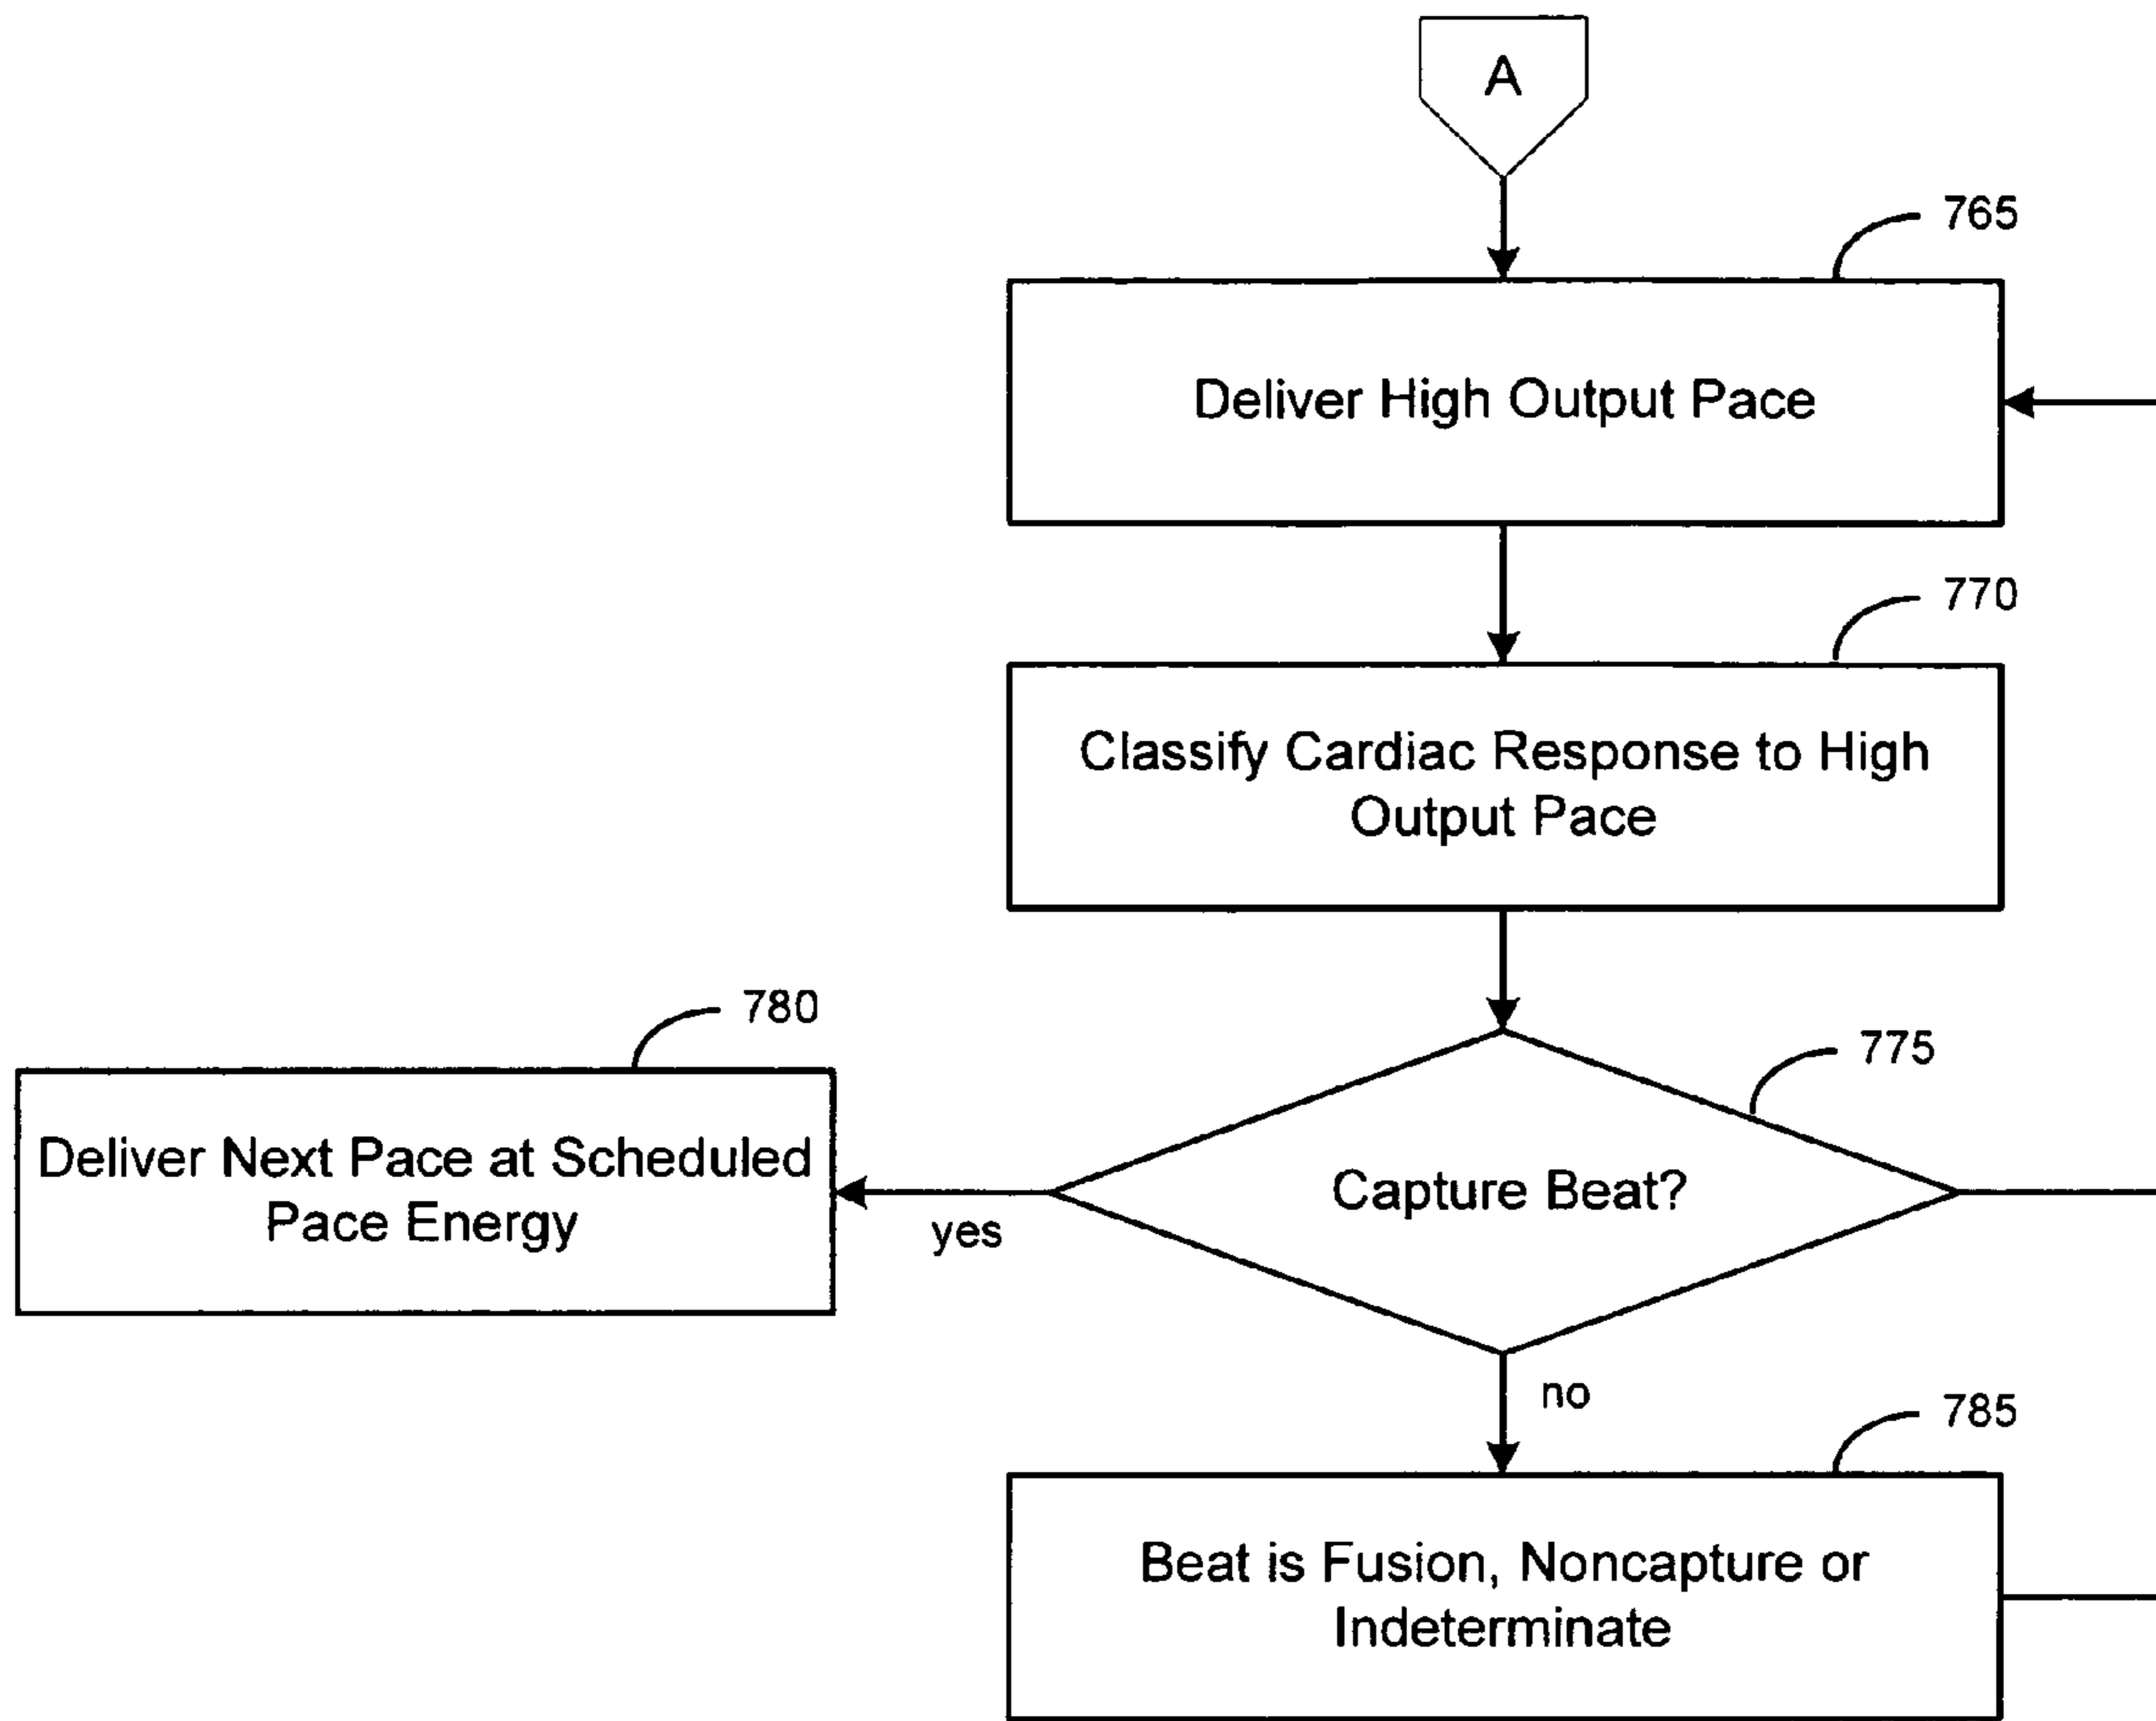 A
765
Deliver High Output Pace
770
Classify Cardiac Response to High
Output Pace
780
775
Deliver Next Pace at Scheduled
Pace Energy
yes
Capture Beat?
no
785
Beat is Fusion, Noncapture or
Indeterminate